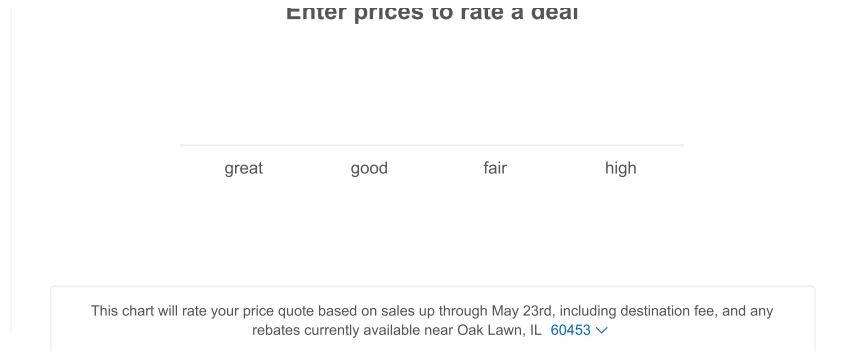 Enter prices to rate a deal
great good fair high
This chart will rate your price quote based on sales up through May 23rd, including destination fee, and any
rebates currently available near Oak Lawn, IL 60453